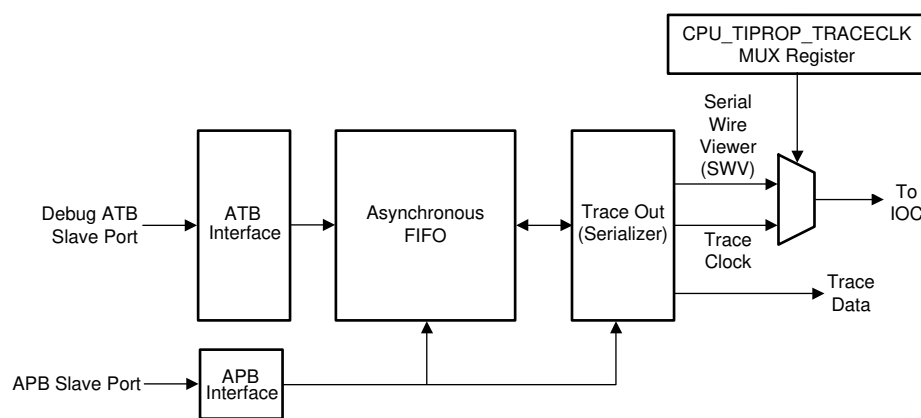 CPU_TIPROP_TRACECLK
MUX Register
Serial
Wire
Viewer
(SWV)
Debug ATB
Slave Port
ATB
Interface
Asynchronous
FIFO
Trace Out
(Serializer)
To
IOC
Trace
Clock
Trace
Data
APB Slave Port
APB
Interface